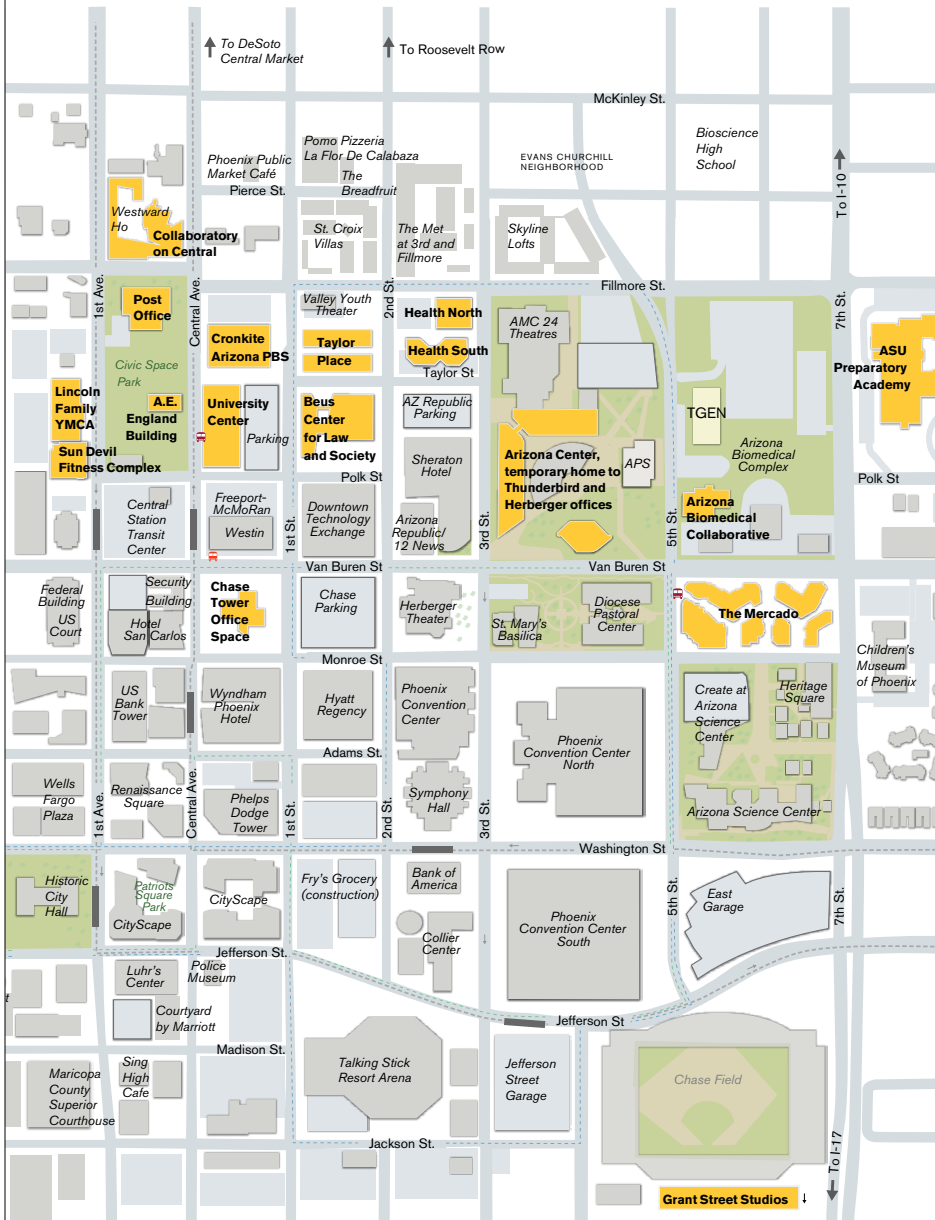 To DeSoto
Central Market
To Roosevelt Row
McKinley St.
Bioscience
High
School
Pomo Pizzeria
La Flor De Calabaza
The
Breadfruit
Phoenix Public
Market Café
Pierce St.
EVANS CHURCHILL
NEIGHBORHOOD
To I-10
Westward
Ho
Collaboratory
on Central
St. Croix
Villas
The Met
at 3rd and
Fillmore
Skyline
Lofts
Fillmore St.
1st Ave.
Central Ave.
2nd St.
7th St.
Post
Office
Valley Youth
Theater
Health North
AMC 24
Theatres
Cronkite
Arizona PBS
Taylor
Place
Health South
Taylor St
ASU
Preparatory
Academy
Civic Space
Park
Lincoln
Family
YMCA
A.E.
England
Building
University
Center
Parking
Beus
Center
for Law
and Society
AZ Republic
Parking
TGEN
Sun Devil
Fitness Complex
Sheraton
Hotel
Arizona Center,
temporary home to
Thunderbird and
Herberger offices
APS
Arizona
Biomedical
Complex
Polk St
Polk St
Central
Station
Transit
Center
Freeport-
McMoRan
Westin
1st St.
Downtown
Technology
Exchange
Arizona
Republic/
12 News
3rd St.
5th St.
Arizona
Biomedical
Collaborative
Van Buren St
Van Buren St
Federal
Building
US
Court
Security
Building
Hotel
San Carlos
Chase
Tower
Office
Space
Chase
Parking
Herberger
Theater
St. Mary's
Basilica
Diocese
Pastoral
Center
The Mercado
Children's
Museum
of Phoenix
Monroe St
US
Bank
Tower
Wyndham
Phoenix
Hotel
Hyatt
Regency
Phoenix
Convention
Center
Phoenix
Convention Center
North
Create at
Arizona
Science
Center
Heritage
Square
Adams St.
Wells
Fargo
Plaza
1st Ave.
Renaissance
Square
Central Ave.
Phelps
Dodge
Tower
1st St.
2nd St.
Symphony
Hall
3rd St.
Arizona Science Center
Washington St
Historic
City
Hall
Patriots
Square
Park
CityScape
CityScape
Fry's Grocery
(construction)
Bank of
America
Collier
Center
Phoenix
Convention Center
South
5th St.
East
Garage
7th St.
Jefferson St.
Luhr's
Center
Police
Museum
Courtyard
by Marriott
t
Jefferson St
Madison St.
Maricopa
County
Superior
Courthouse
Sing
High
Cafe
Talking Stick
Resort Arena
Jefferson
Street
Garage
Chase Field
Jackson St.
To I-17
Grant Street Studios